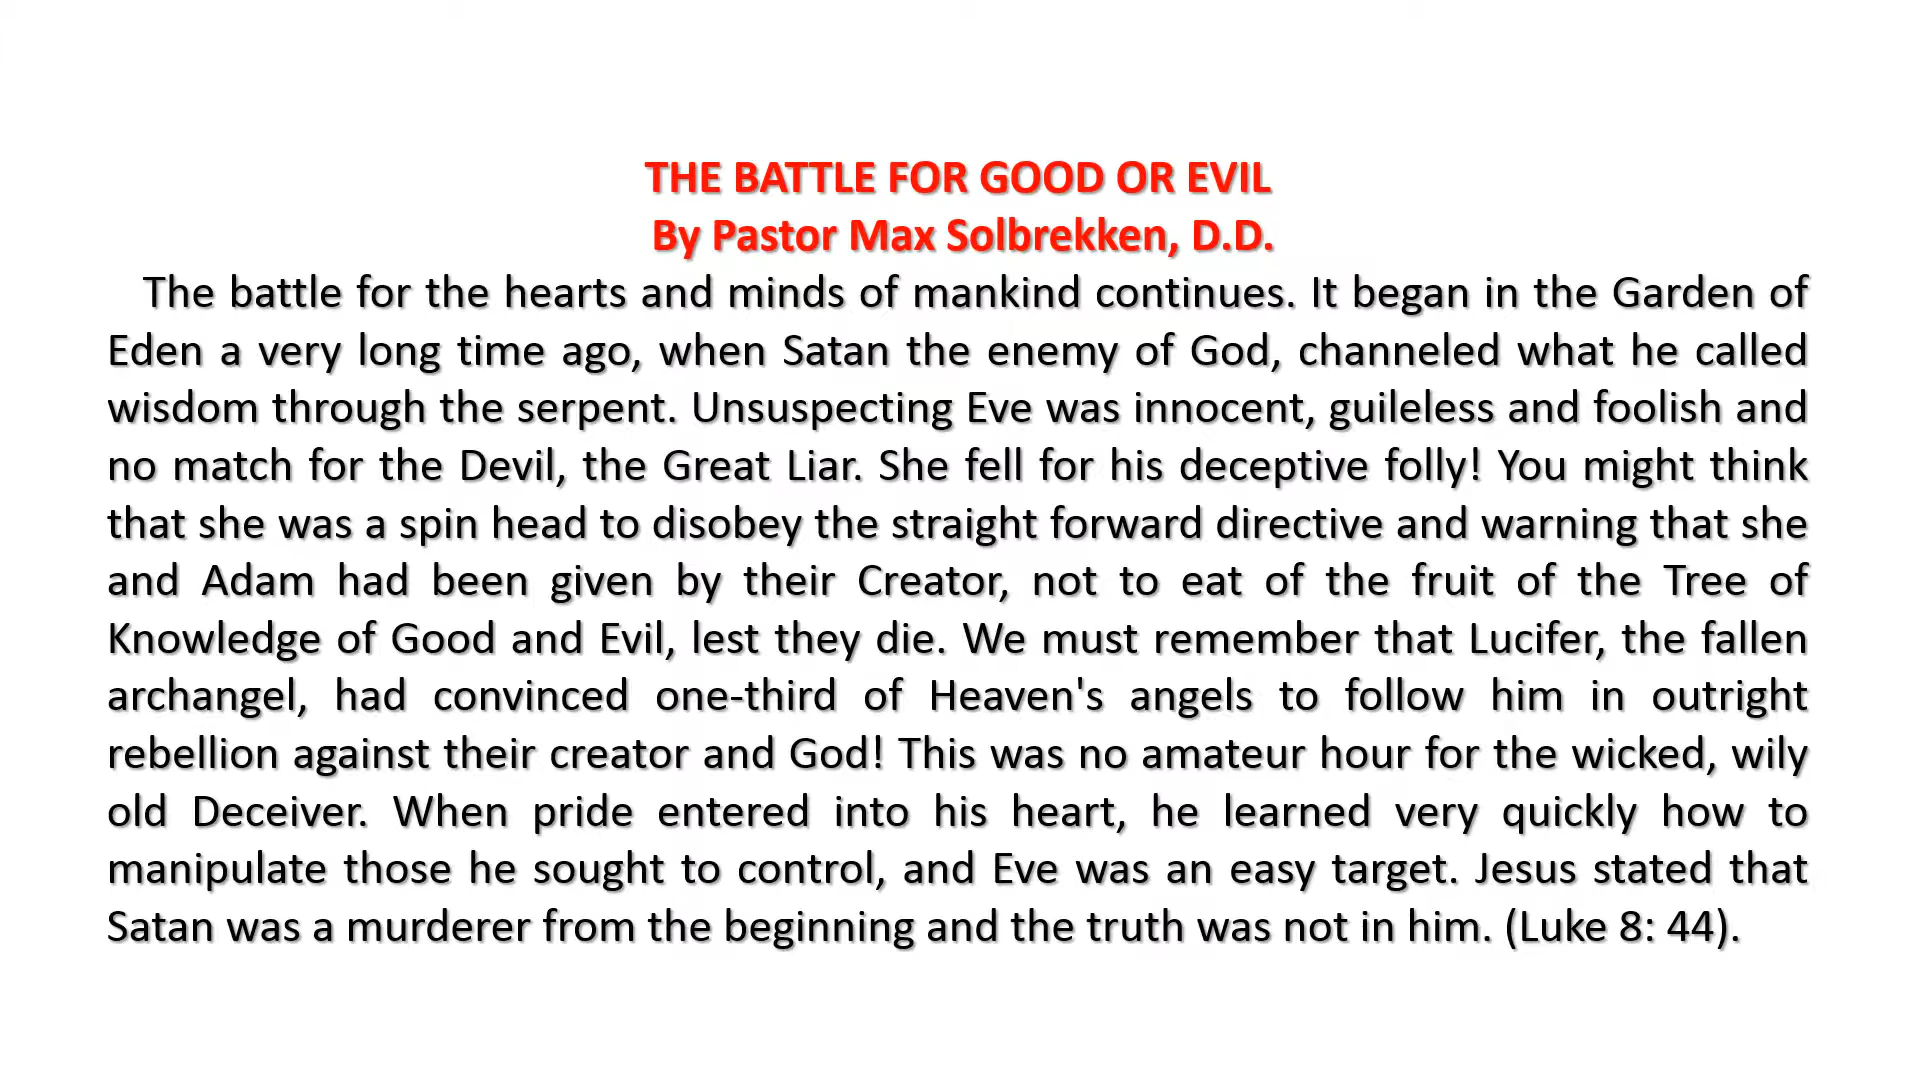 THE BATTLE FOR GOOD OR EVIL
By Pastor Max Solbrekken, D.D.
The battle for the hearts and minds of mankind continues. It began in the Garden of
Eden a very long time ago, when Satan the enemy of God, channeled what he called
wisdom through the serpent. Unsuspecting Eve was innocent, guileless and foolish and
no match for the Devil, the Great Liar. She fell for his deceptive folly! You might think
that she was a spin head to disobey the straight forward directive and warning that she
and Adam had been given by their Creator, not to eat of the fruit of the Tree of
Knowledge of Good and Evil, lest they die. We must remember that Lucifer, the fallen
archangel, had convinced one-third of Heaven's angels to follow him in outright
rebellion against their creator and God! This was no amateur hour for the wicked, wily
old Deceiver. When pride entered into his heart, he learned very quickly how to
manipulate those he sought to control, and Eve was an easy target. Jesus stated that
Satan was a murderer from the beginning and the truth was not in him. (Luke 8: 44).